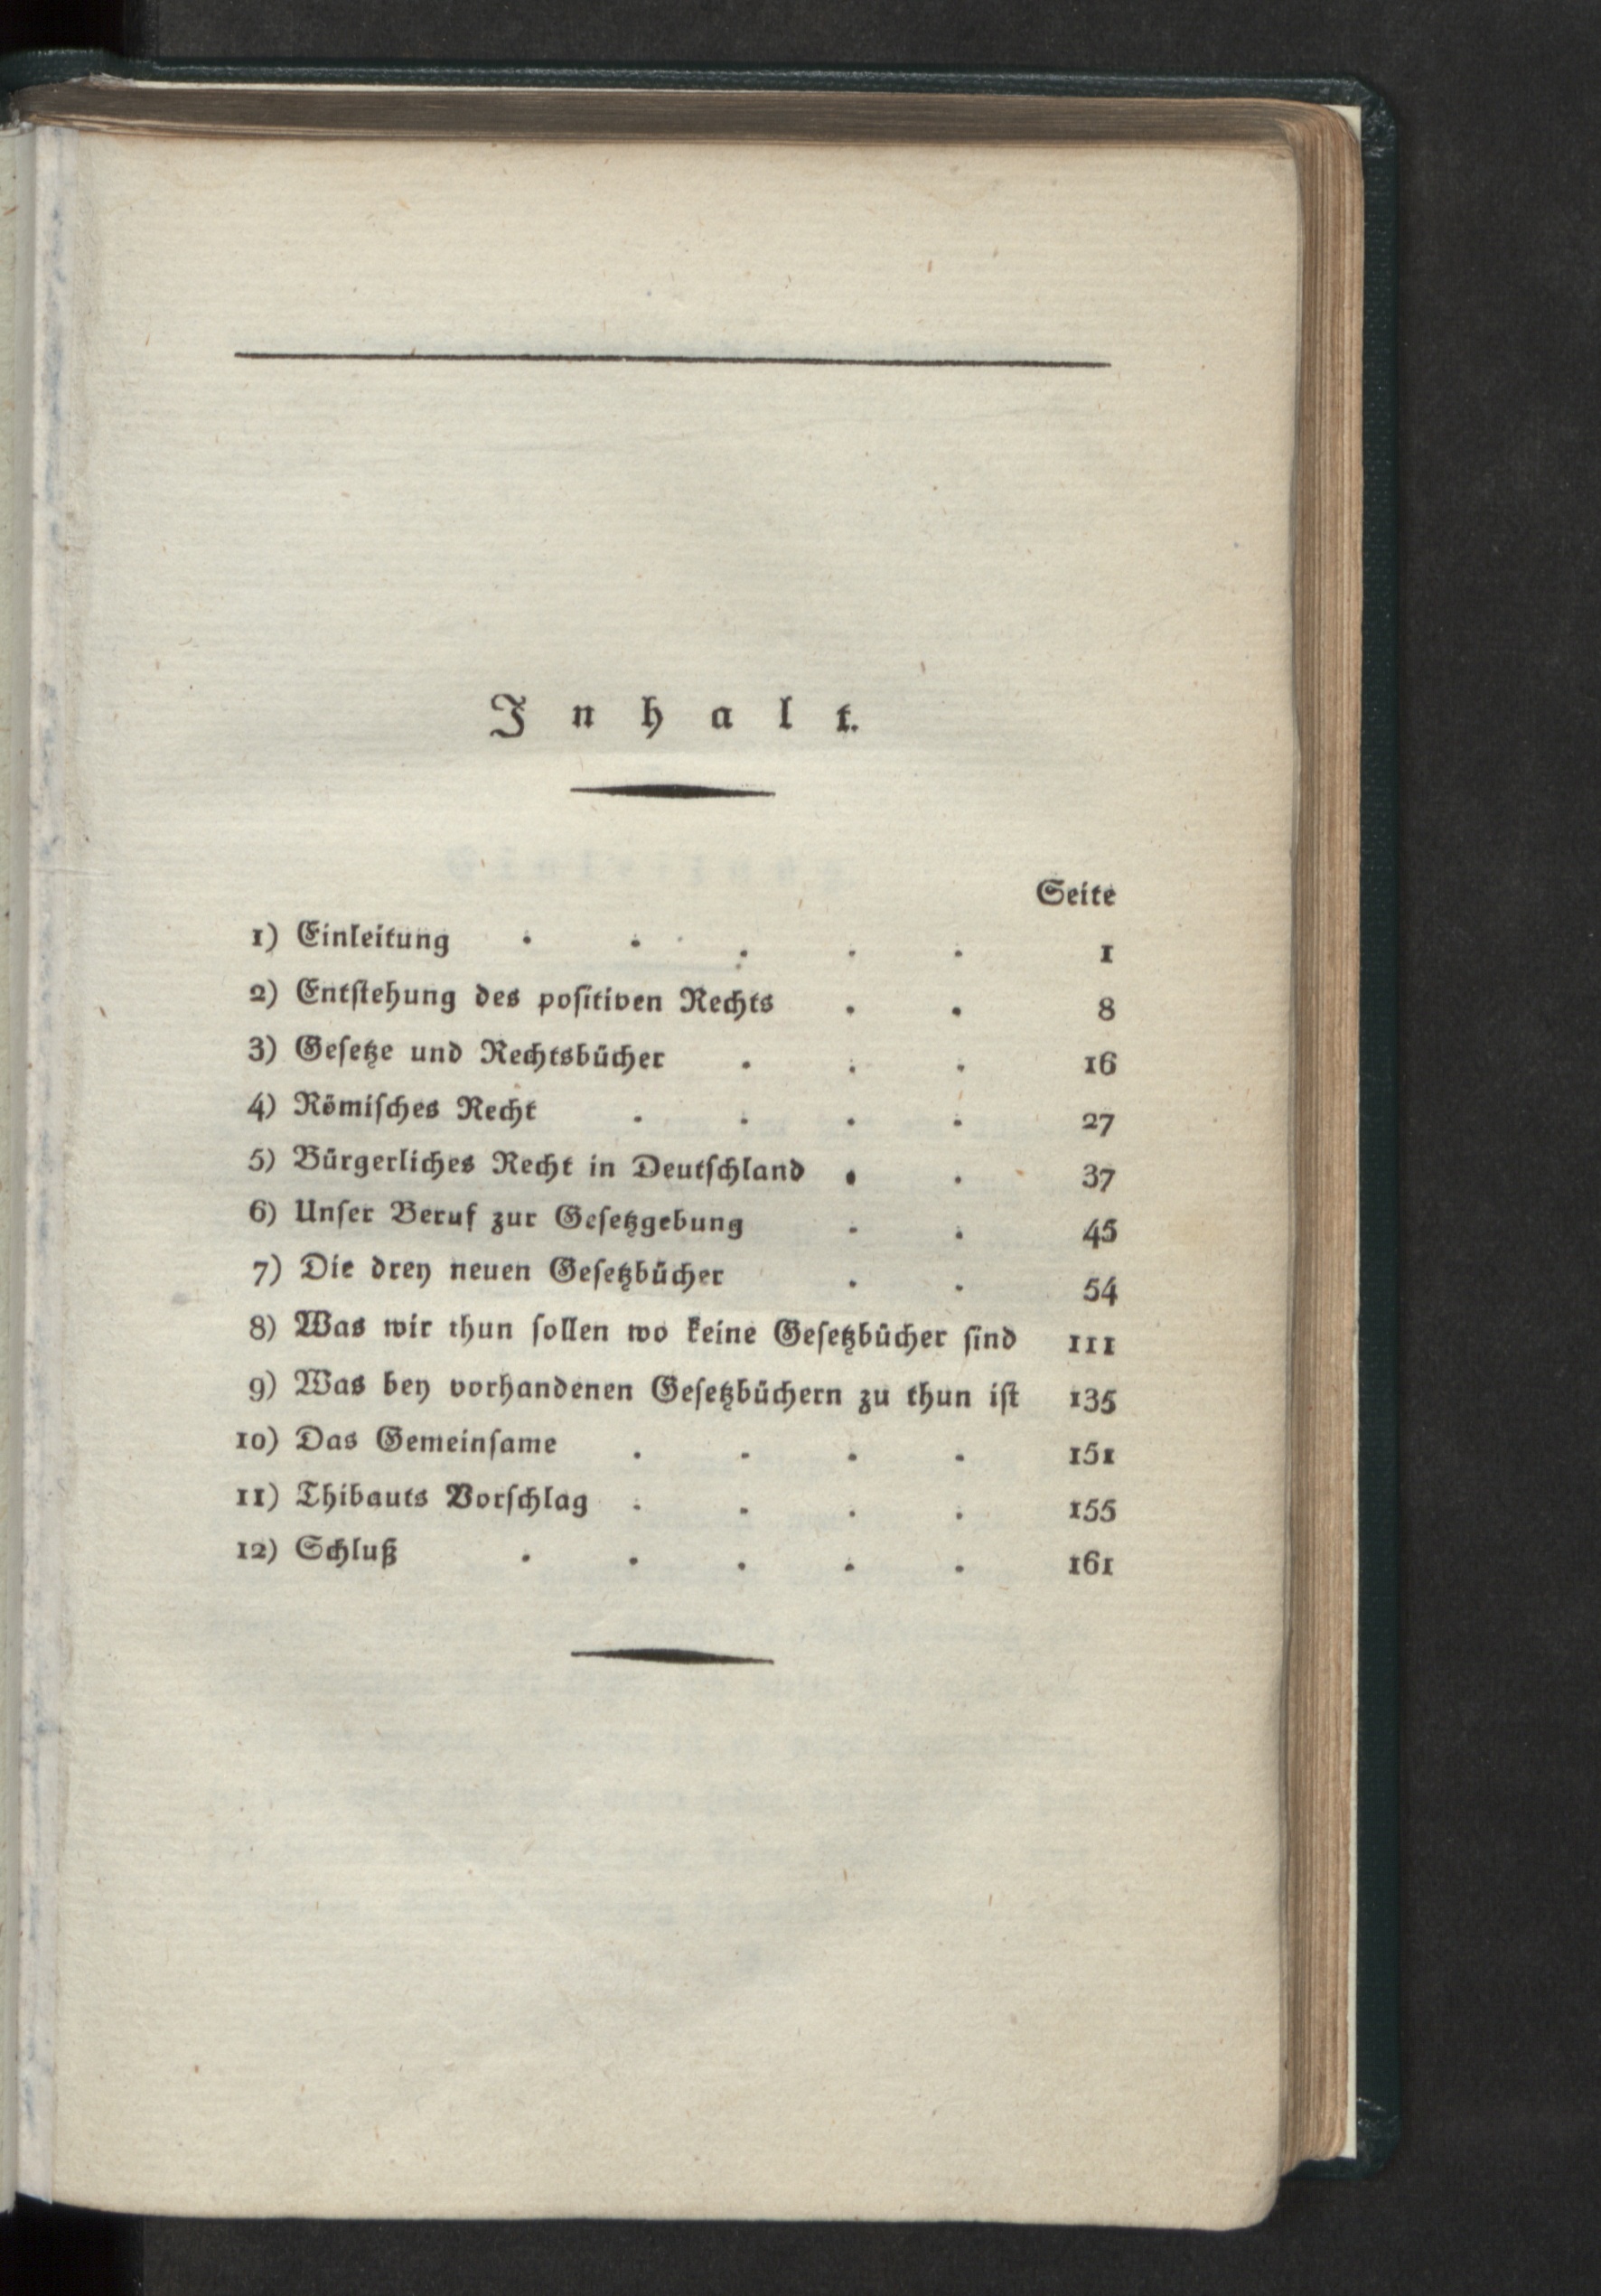 Inhalt.
Seite
1) Einleitung . . . . . 1
2) Entstehung des positiven Rechts . . 8
3) Gesetze und Rechtsbücher . . . 16
4) Römisches Recht . . . . 27
5) Bürgerliches Recht in Deutschland . . 37
6) Unser Beruf zur Gesetzgebung . . 45
7) Die drey neuen Gesetzbücher . . 54
8) Was wir thun sollen wo keine Gesetzbücher sind 111
9) Was bey vorhandenen Gesetzbüchern zu thun ist 135
10) Das Gemeinsame . . . . 151
11) Thibauts Vorschlag . . . . 155
12) Schluß . . . . . 161